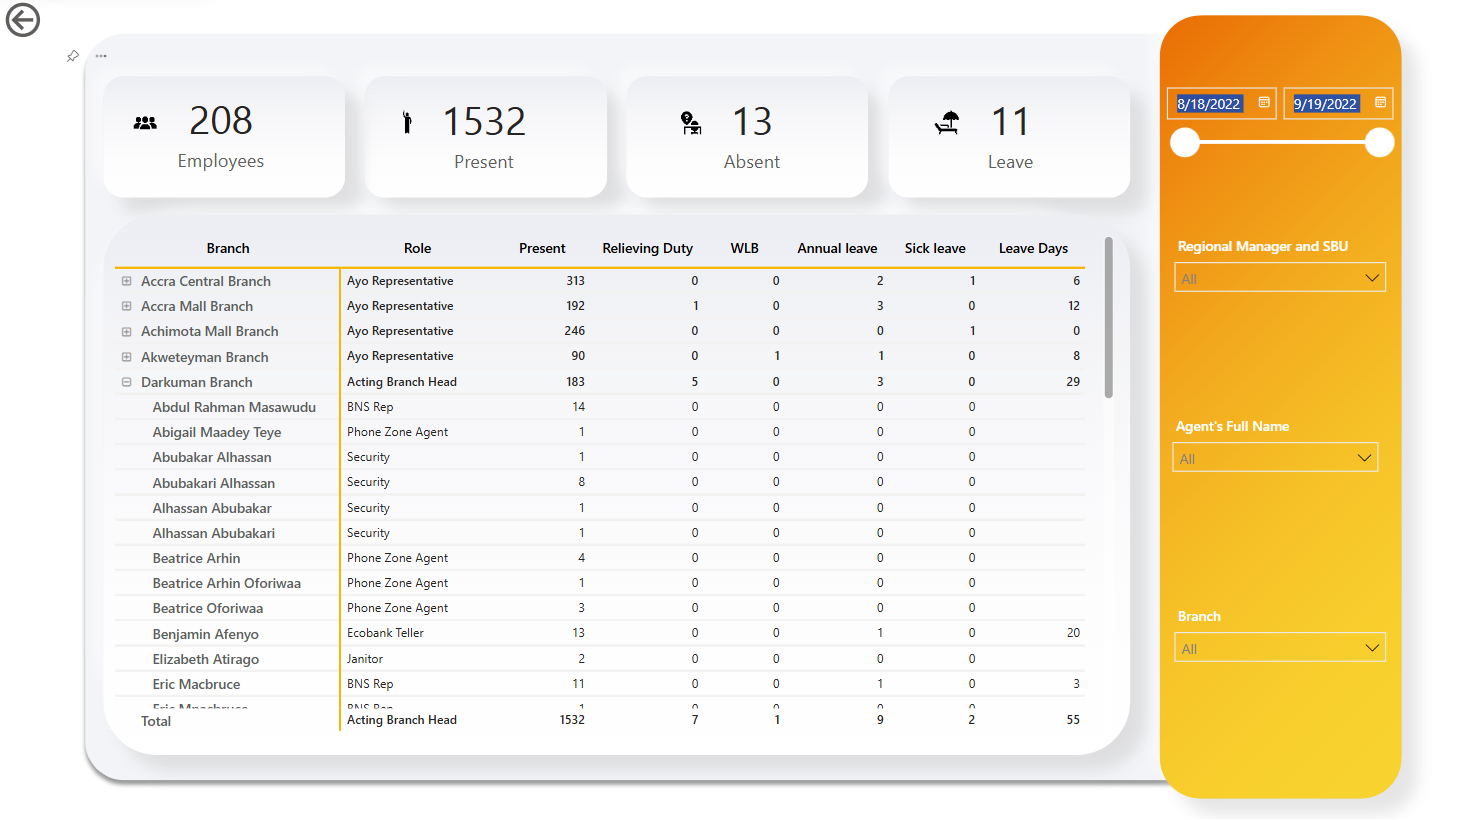 208
Employees
1532
Present
13
Absent
11
Leave
8/18/2022
9/19/2022
Regional Manager and SBU
All
Agent's Full Name
All
Branch
All
Branch Role Present Relieving Duty WLB Annual leave Sick leave Leave Days
Accra Central Branch Ayo Representative 313 0 0 2 1 6
Accra Mall Branch Ayo Representative 192 1 0 3 0 12
Achimota Mall Branch Ayo Representative 246 0 0 0 1 0
Akweteyman Branch Ayo Representative 90 0 1 1 0 8
Darkuman Branch Acting Branch Head 183 5 0 3 0 29
Abdul Rahman Masawudu BNS Rep 14 0 0 0 0
Abigail Maadey Teye Phone Zone Agent 1 0 0 0 0
Abubakar Alhassan Security 1 0 0 0 0
Abubakari Alhassan Security 8 0 0 0 0
Alhassan Abubakar Security 1 0 0 0 0
Alhassan Abubakari Security 1 0 0 0 0
Beatrice Arhin Phone Zone Agent 4 0 0 0 0
Beatrice Arhin Oforiwaa Phone Zone Agent 1 0 0 0 0
Beatrice Oforiwaa Phone Zone Agent 3 0 0 0 0
Benjamin Afenyo Ecobank Teller 13 0 0 1 0 20
Elizabeth Atirago Janitor 2 0 0 0 0
Eric Macbruce BNS Rep 11 0 0 1 0 3
Total Acting Branch Head 1532 7 1 9 2 55